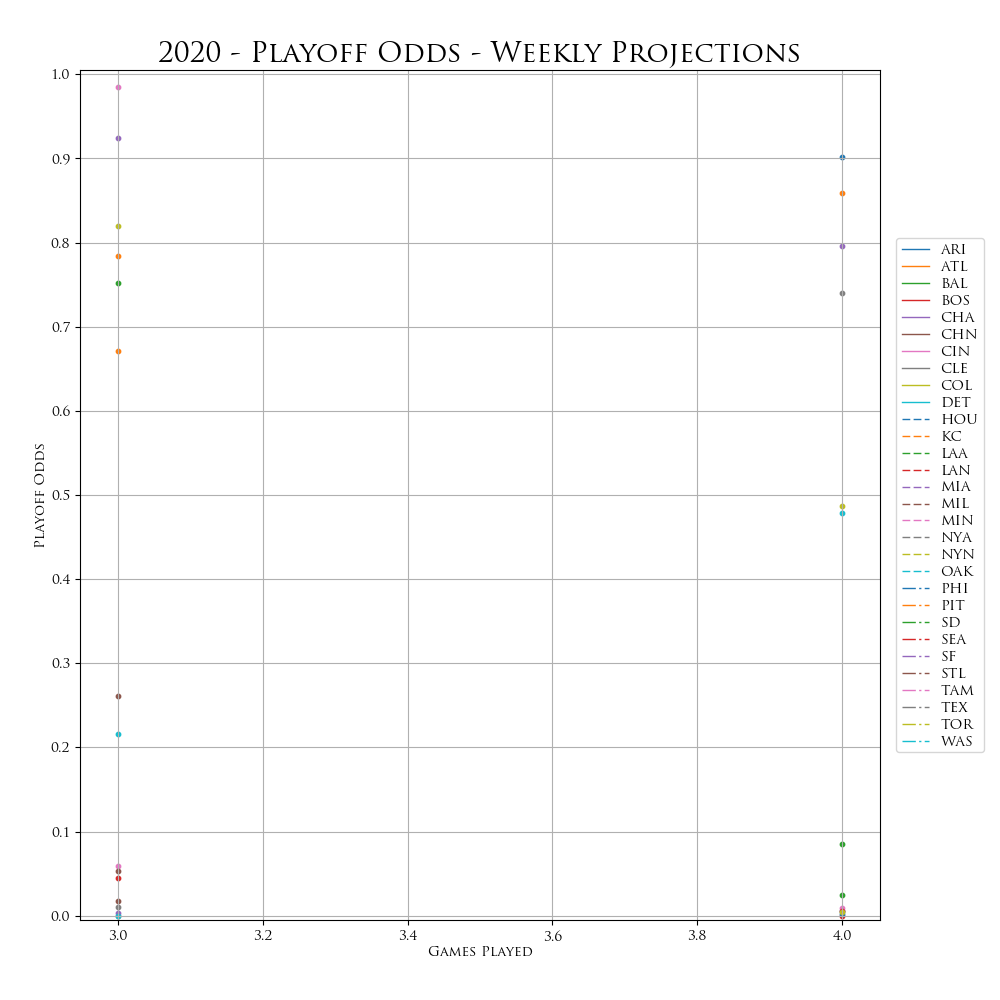 2020 - Playoff Odds - Weekly Projections
1.0
0.9
0.8
0.7
0.6
0.5
0.4
0.3
0.2
0.1
0.0
Playoff Odds
3.0 3.2 3.4 3.6 3.8 4.0
Games Played
ARI
ATL
BAL
BOS
CHA
CHN
CIN
CLE
COL
DET
HOU
KC
LAA
LAN
MIA
MIL
MIN
NYA
NYN
OAK
PHI
PIT
SD
SEA
SF
STL
TAM
TEX
TOR
WAS